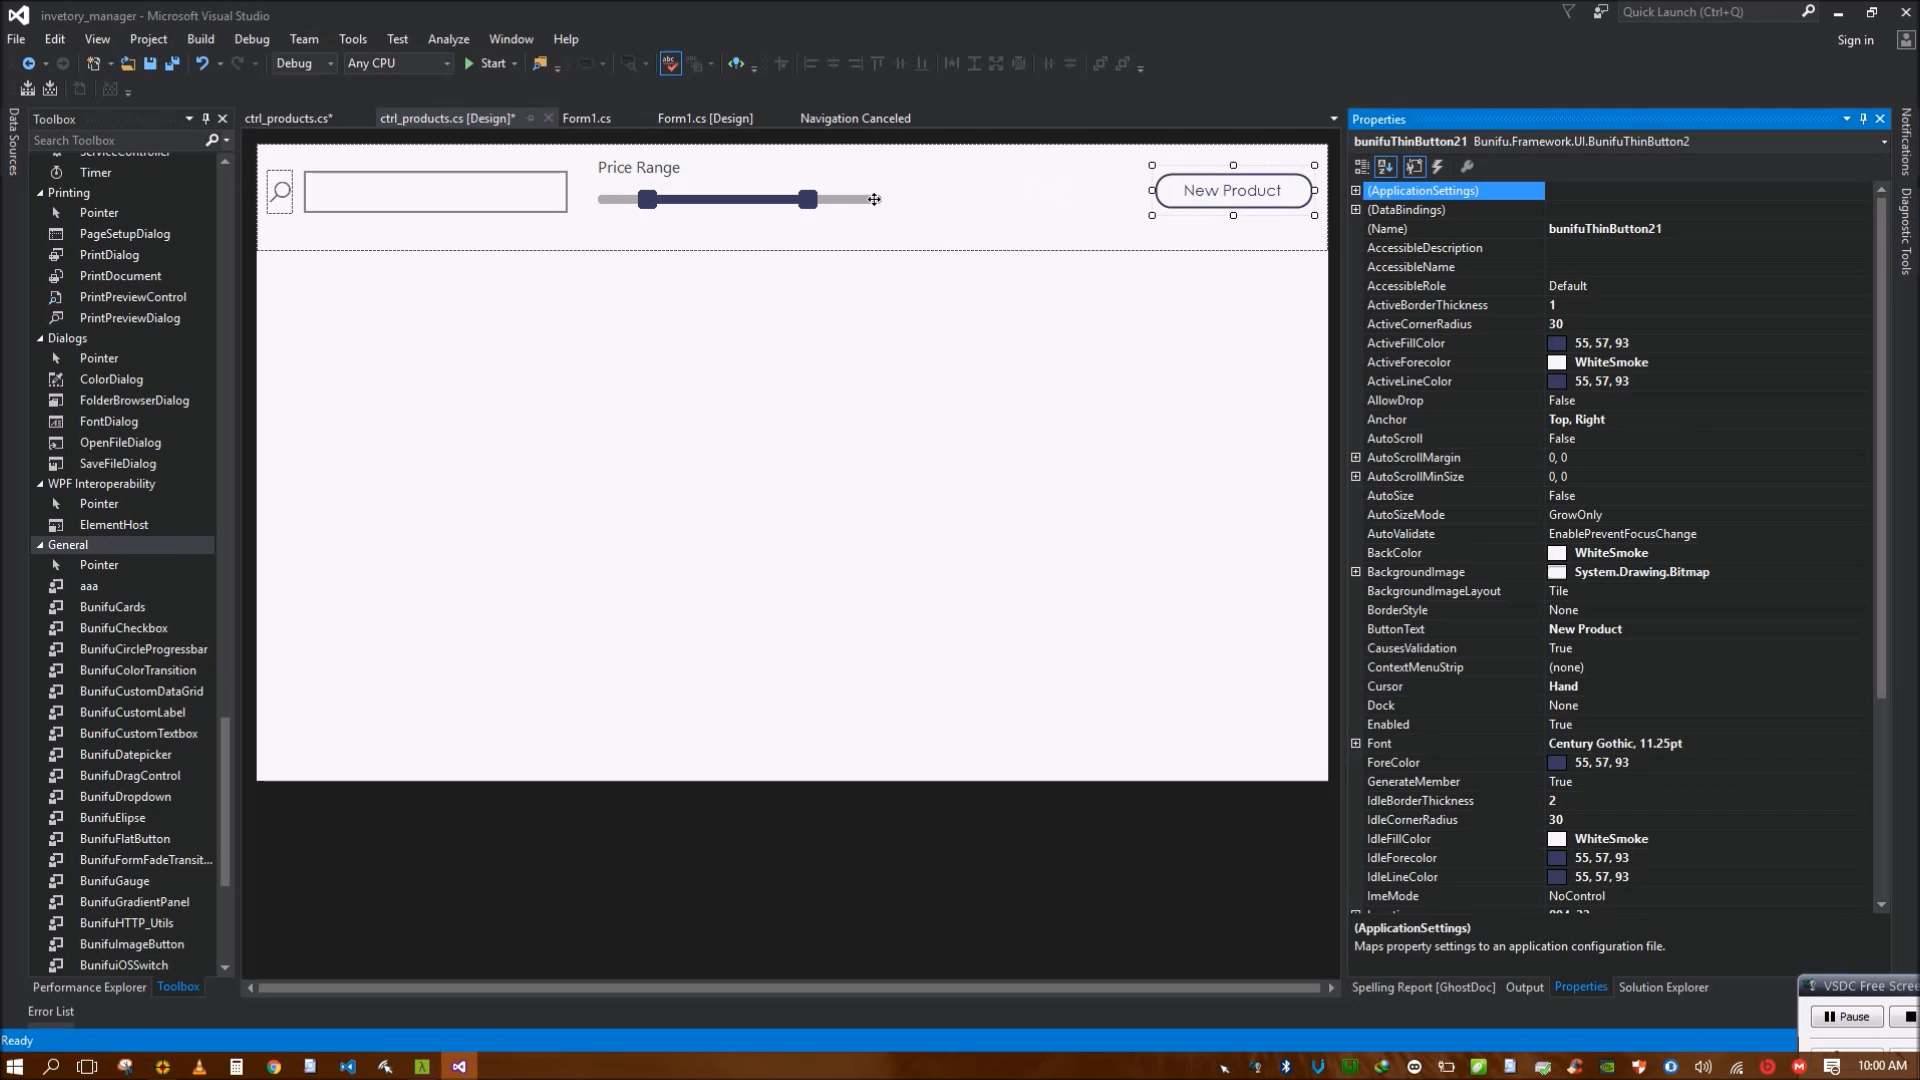 invetory_manager - Microsoft Visual Studio
Quick Launch (Ctrl+Q)
File Edit View Project Build Debug Team Tools Test Analyze Window Help
Sign in
Debug Any CPU Start
Data Sources
Toolbox
Search Toolbox
ServiceController
Timer
Printing
Pointer
PageSetupDialog
PrintDialog
PrintDocument
PrintPreviewControl
PrintPreviewDialog
Dialogs
Pointer
ColorDialog
FolderBrowserDialog
FontDialog
OpenFileDialog
SaveFileDialog
WPF Interoperability
Pointer
ElementHost
General
Pointer
aaa
BunifuCards
BunifuCheckbox
BunifuCircleProgressbar
BunifuColorTransition
BunifuCustomDataGrid
BunifuCustomLabel
BunifuCustomTextbox
BunifuDatepicker
BunifuDragControl
BunifuDropdown
BunifuElipse
BunifuFlatButton
BunifuFormFadeTransit...
BunifuGauge
BunifuGradientPanel
BunifuHTTP_Utils
BunifuImageButton
BunifuiOSSwitch
Performance Explorer Toolbox
ctrl_products.cs* ctrl_products.cs [Design]* Form1.cs Form1.cs [Design] Navigation Canceled
Price Range
New Product
Properties
bunifuThinButton21 Bunifu.Framework.UI.BunifuThinButton2
(ApplicationSettings)
(DataBindings)
(Name) bunifuThinButton21
AccessibleDescription
AccessibleName
AccessibleRole Default
ActiveBorderThickness 1
ActiveCornerRadius 30
ActiveFillColor 55, 57, 93
ActiveForecolor WhiteSmoke
ActiveLineColor 55, 57, 93
AllowDrop False
Anchor Top, Right
AutoScroll False
AutoScrollMargin 0, 0
AutoScrollMinSize 0, 0
AutoSize False
AutoSizeMode GrowOnly
AutoValidate EnablePreventFocusChange
BackColor WhiteSmoke
BackgroundImage System.Drawing.Bitmap
BackgroundImageLayout Tile
BorderStyle None
ButtonText New Product
CausesValidation True
ContextMenuStrip (none)
Cursor Hand
Dock None
Enabled True
Font Century Gothic, 11.25pt
ForeColor 55, 57, 93
GenerateMember True
IdleBorderThickness 2
IdleCornerRadius 30
IdleFillColor WhiteSmoke
IdleForecolor 55, 57, 93
IdleLineColor 55, 57, 93
ImeMode NoControl
(ApplicationSettings)
Maps property settings to an application configuration file.
Spelling Report [GhostDoc] Output Properties Solution Explorer
Notifications
Diagnostic Tools
VSDC Free Scree
Pause
Error List
Ready
10:00 AM